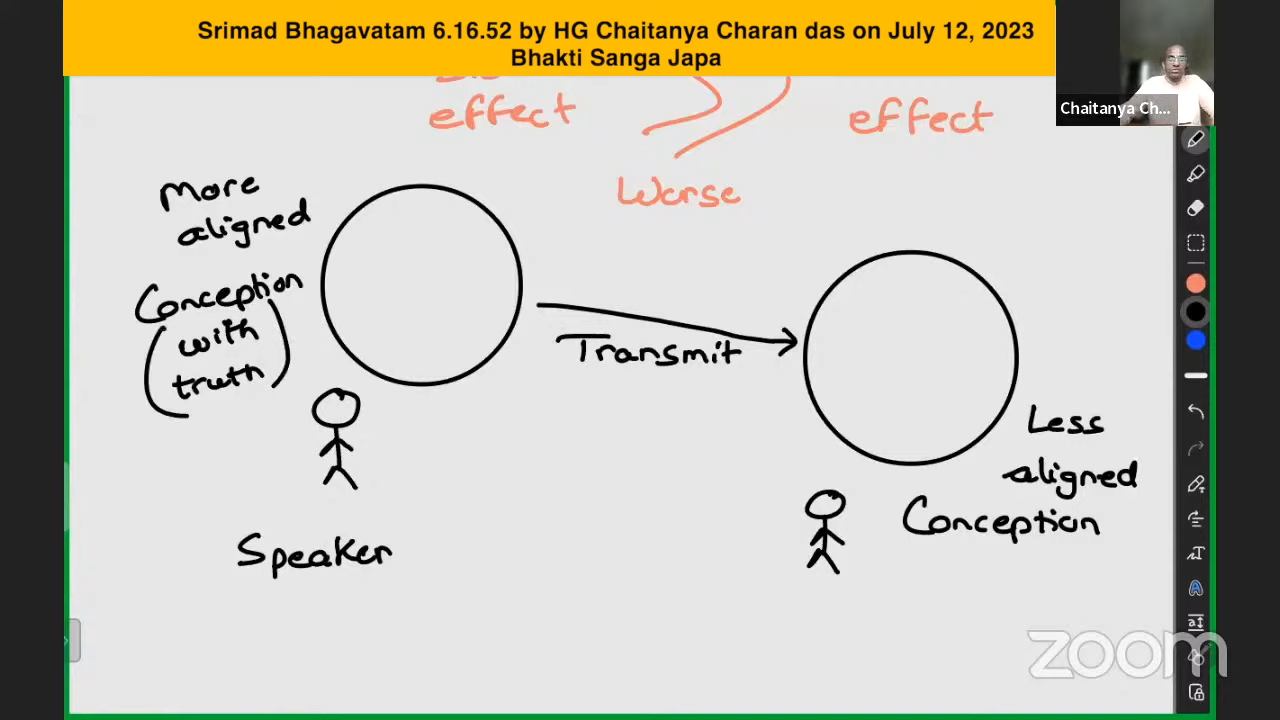 Srimad Bhagavatam 6.16.52 by HG Chaitanya Charan das on July 12, 2023
Bhakti Sanga Japa
Chaitanya Ch...
effect
effect
Worse
More
aligned
Conception
(with
truth)
Transmit
Speaker
Less
aligned
Conception
zoom